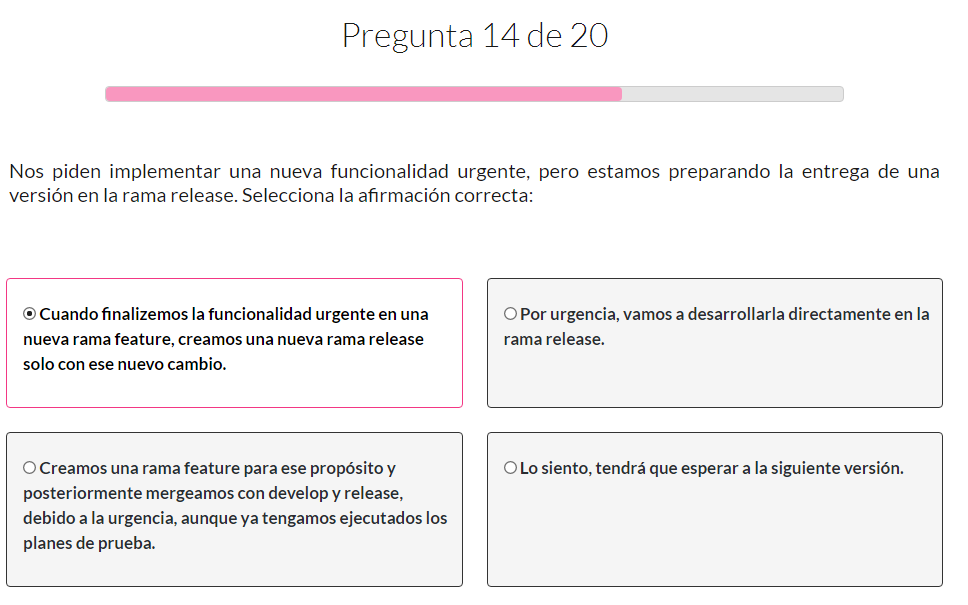 Pregunta 14 de 20
Nos piden implementar una nueva funcionalidad urgente, pero estamos preparando la entrega de una
versión en la rama release. Selecciona la afirmación correcta:
Cuando finalizemos la funcionalidad urgente en una
nueva rama feature, creamos una nueva rama release
solo con ese nuevo cambio.
Por urgencia, vamos a desarrollarla directamente en la
rama release.
Creamos una rama feature para ese propósito y
posteriormente mergeamos con develop y release,
debido a la urgencia, aunque ya tengamos ejecutados los
planes de prueba.
Lo siento, tendrá que esperar a la siguiente versión.